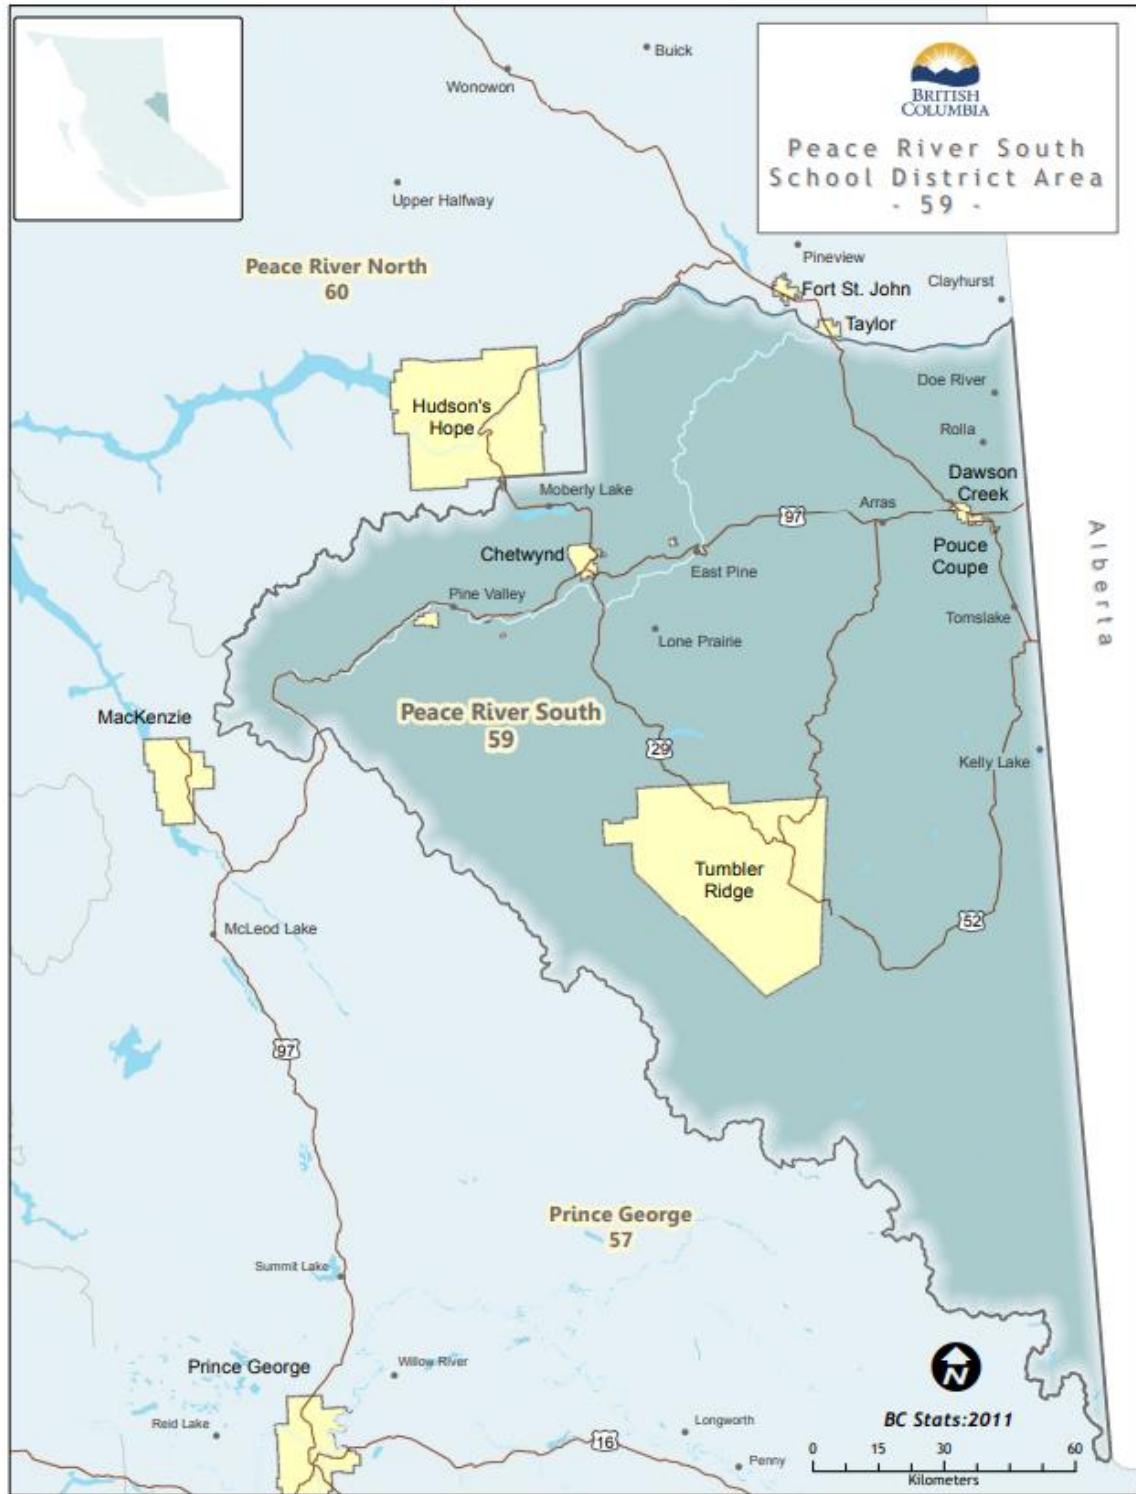 Buick
Wonowon
BRITISH
COLUMBIA
Peace River South
School District Area
- 59 -
Upper Halfway
Peace River North
60
Pineview
Fort St. John
Clayhurst
Taylor
Doe River
Hudson's
Hope
Rolla
Dawson
Creek
Moberly Lake
Arras
97
Chetwynd
East Pine
Pouce
Coupe
Alberta
Pine Valley
Tomslake
Lone Prairie
MacKenzie
Peace River South
59
29
Kelly Lake
Tumbler
Ridge
52
McLeod Lake
97
Prince George
57
Summit Lake
Prince George
Willow River
N
BC Stats:2011
Reid Lake
Longworth
16
Penny
0 15 30 60
Kilometers